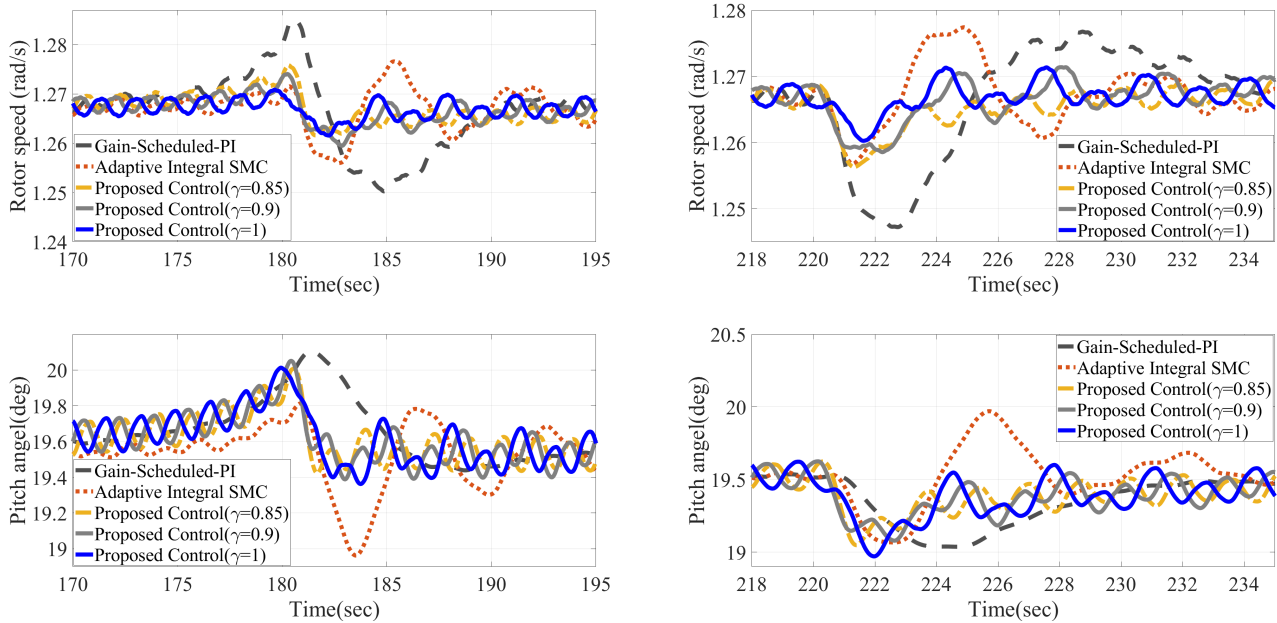 Rotor speed (rad/s)
1.28
1.27
1.26
1.25
1.24
Gain-Scheduled-PI
Adaptive Integral SMC
Proposed Control(γ=0.85)
Proposed Control(γ=0.9)
Proposed Control(γ=1)
170 175 180 185 190 195
Time(sec)
Rotor speed (rad/s)
1.28
1.27
1.26
1.25
Gain-Scheduled-PI
Adaptive Integral SMC
Proposed Control(γ=0.85)
Proposed Control(γ=0.9)
Proposed Control(γ=1)
218 220 222 224 226 228 230 232 234
Time(sec)
Pitch angel(deg)
20
19.8
19.6
19.4
19.2
19
Gain-Scheduled-PI
Adaptive Integral SMC
Proposed Control(γ=0.85)
Proposed Control(γ=0.9)
Proposed Control(γ=1)
170 175 180 185 190 195
Time(sec)
Pitch angel(deg)
20.5
20
19.5
19
Gain-Scheduled-PI
Adaptive Integral SMC
Proposed Control(γ=0.85)
Proposed Control(γ=0.9)
Proposed Control(γ=1)
218 220 222 224 226 228 230 232 234
Time(sec)